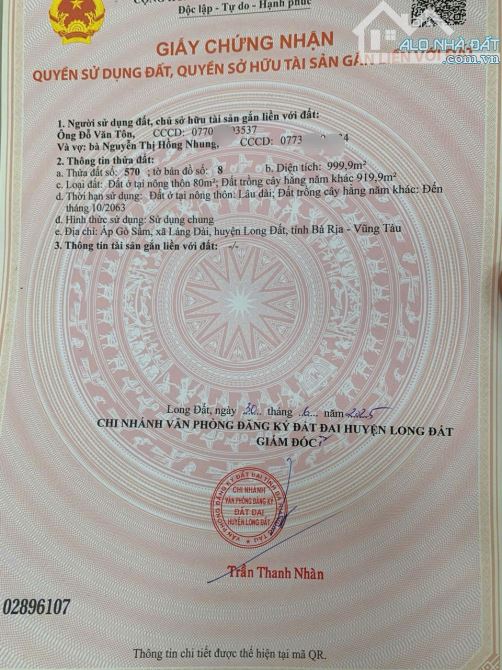 Độc lập - Tự do - Hạnh phúc
ALO NHÀ ĐẤT
.com.vn
GIẤY CHỨNG NHẬN
QUYỀN SỬ DỤNG ĐẤT, QUYỀN SỞ HỮU TÀI SẢN GẮN LIỀN VỚI ĐẤT
1. Người sử dụng đất, chủ sở hữu tài sản gắn liền với đất:
Ông Đỗ Văn Tôn, CCCD: 0770 3537
Và vợ: bà Nguyễn Thị Hồng Nhung, CCCD: 0773
2. Thông tin thửa đất:
a. Thửa đất số: 570 ; tờ bản đồ số: 8 b. Diện tích: 999,9m²
c. Loại đất: Đất ở tại nông thôn 80m²; Đất trồng cây hằng năm khác 919,9m²
d. Thời hạn sử dụng: Đất ở tại nông thôn: Lâu dài; Đất trồng cây hằng năm khác: Đến
tháng 10/2063
đ. Hình thức sử dụng: Sử dụng chung
e. Địa chỉ: Ấp Gò Sầm, xã Láng Dài, huyện Long Đất, tỉnh Bà Rịa - Vũng Tàu
3. Thông tin tài sản gắn liền với đất: -/-
Long Đất, ngày 30 tháng 6 năm 2025
CHI NHÁNH VĂN PHÒNG ĐĂNG KÝ ĐẤT ĐAI HUYỆN LONG ĐẤT
GIÁM ĐỐC
CHI NHÁNH
VĂN PHÒNG ĐĂNG KÝ
ĐẤT ĐAI
HUYỆN LONG ĐẤT
Trần Thanh Nhàn
02896107
Thông tin chi tiết được thể hiện tại mã QR.